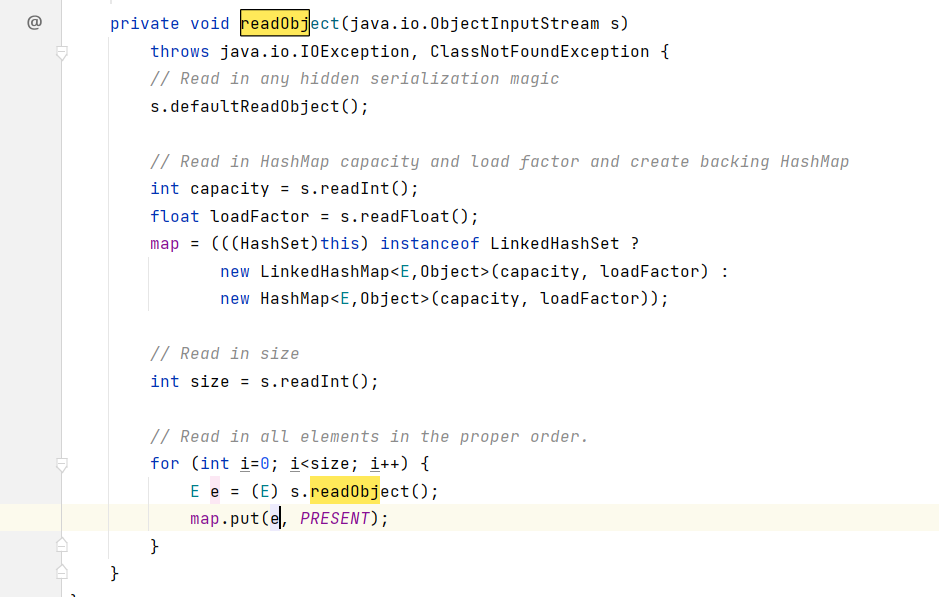 @
private void readObject(java.io.ObjectInputStream s)
throws java.io.IOException, ClassNotFoundException {
// Read in any hidden serialization magic
s.defaultReadObject();
// Read in HashMap capacity and load factor and create backing HashMap
int capacity = s.readInt();
float loadFactor = s.readFloat();
map = (((HashSet)this) instanceof LinkedHashSet ?
new LinkedHashMap<E,Object>(capacity, loadFactor) :
new HashMap<E,Object>(capacity, loadFactor));
// Read in size
int size = s.readInt();
// Read in all elements in the proper order.
for (int i=0; i<size; i++) {
E e = (E) s.readObject();
map.put(e, PRESENT);
}
}